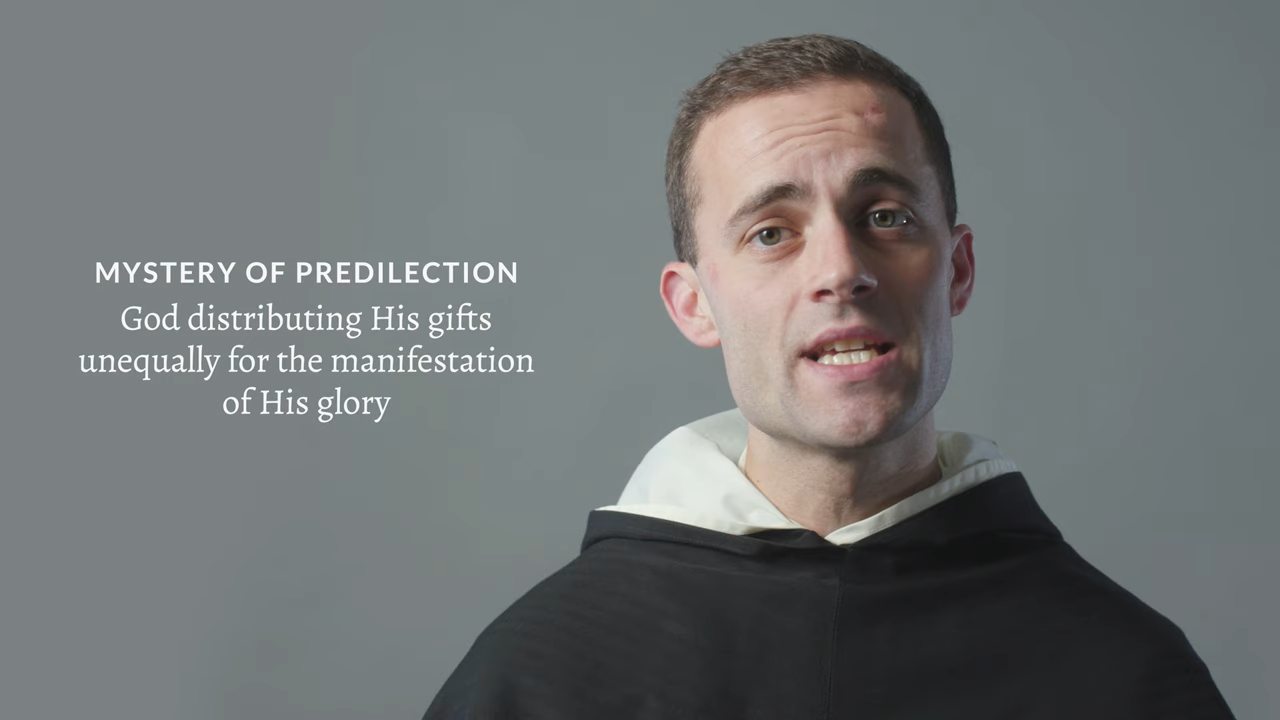 MYSTERY OF PREDILECTION
God distributing His gifts
unequally for the manifestation
of His glory